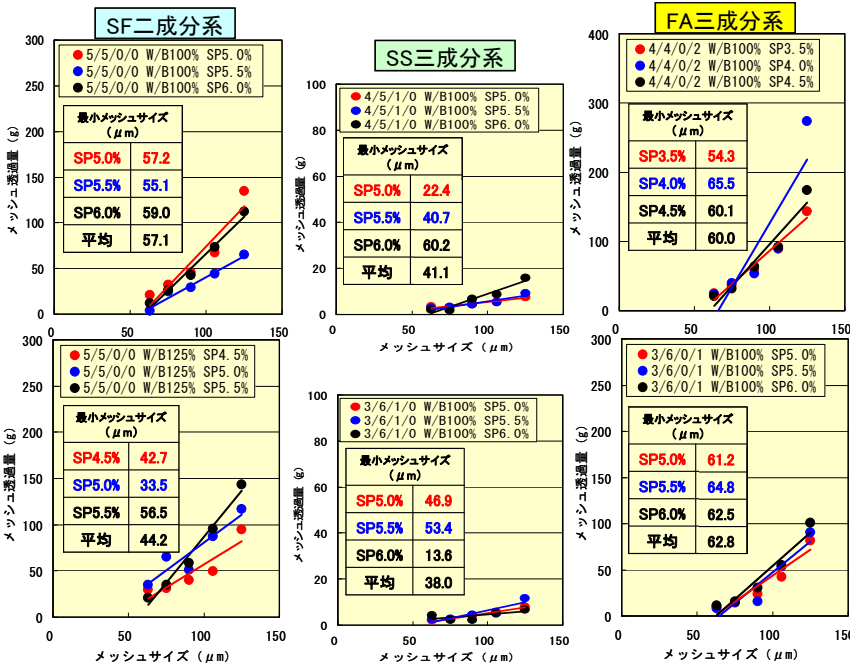 SF二成分系
300
250
200
150
100
50
0
0
50
100
150
メッシュ透過量 (g)
メッシュサイズ (μm)
5/5/0/0 W/B100% SP5.0%
5/5/0/0 W/B100% SP5.5%
5/5/0/0 W/B100% SP6.0%
最小メッシュサイズ
(μm)
SP5.0% 57.2
SP5.5% 55.1
SP6.0% 59.0
平均 57.1
SS三成分系
100
80
60
40
20
0
0
50
100
150
メッシュ透過量 (g)
メッシュサイズ (μm)
4/5/1/0 W/B100% SP5.0%
4/5/1/0 W/B100% SP5.5%
4/5/1/0 W/B100% SP6.0%
最小メッシュサイズ
(μm)
SP5.0% 22.4
SP5.5% 40.7
SP6.0% 60.2
平均 41.1
FA三成分系
400
300
200
100
0
0
50
100
150
メッシュ透過量 (g)
メッシュサイズ (μm)
4/4/0/2 W/B100% SP3.5%
4/4/0/2 W/B100% SP4.0%
4/4/0/2 W/B100% SP4.5%
最小メッシュサイズ
(μm)
SP3.5% 54.3
SP4.0% 65.5
SP4.5% 60.1
平均 60.0
300
250
200
150
100
50
0
0
50
100
150
メッシュ透過量 (g)
メッシュサイズ (μm)
5/5/0/0 W/B125% SP4.5%
5/5/0/0 W/B125% SP5.0%
5/5/0/0 W/B125% SP5.5%
最小メッシュサイズ
(μm)
SP4.5% 42.7
SP5.0% 33.5
SP5.5% 56.5
平均 44.2
100
80
60
40
20
0
0
50
100
150
メッシュ透過量 (g)
メッシュサイズ (μm)
3/6/1/0 W/B100% SP5.0%
3/6/1/0 W/B100% SP5.5%
3/6/1/0 W/B100% SP6.0%
最小メッシュサイズ
(μm)
SP5.0% 46.9
SP5.5% 53.4
SP6.0% 13.6
平均 38.0
300
250
200
150
100
50
0
0
50
100
150
メッシュ透過量 (g)
メッシュサイズ (μm)
3/6/0/1 W/B100% SP5.0%
3/6/0/1 W/B100% SP5.5%
3/6/0/1 W/B100% SP6.0%
最小メッシュサイズ
(μm)
SP5.0% 61.2
SP5.5% 64.8
SP6.0% 62.5
平均 62.8